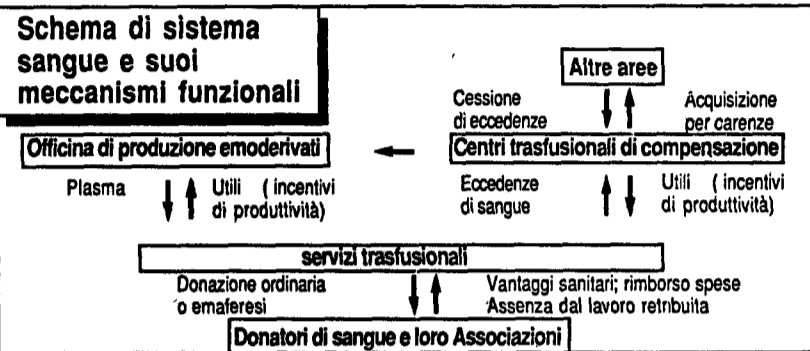 Schema di sistema
sangue e suoi
meccanismi funzionali
Altre aree
Cessione
di eccedenze
Acquisizione
per carenze
Officina di produzione emoderivati
Centri trasfusionali di compensazione
Plasma
Utili ( incentivi
di produttività)
Eccedenze
di sangue
Utili ( incentivi
di produttività)
servizi trasfusionali
Donazione ordinaria
o emaferesi
Vantaggi sanitari; rimborso spese
Assenza dal lavoro retribuita
Donatori di sangue e loro Associazioni